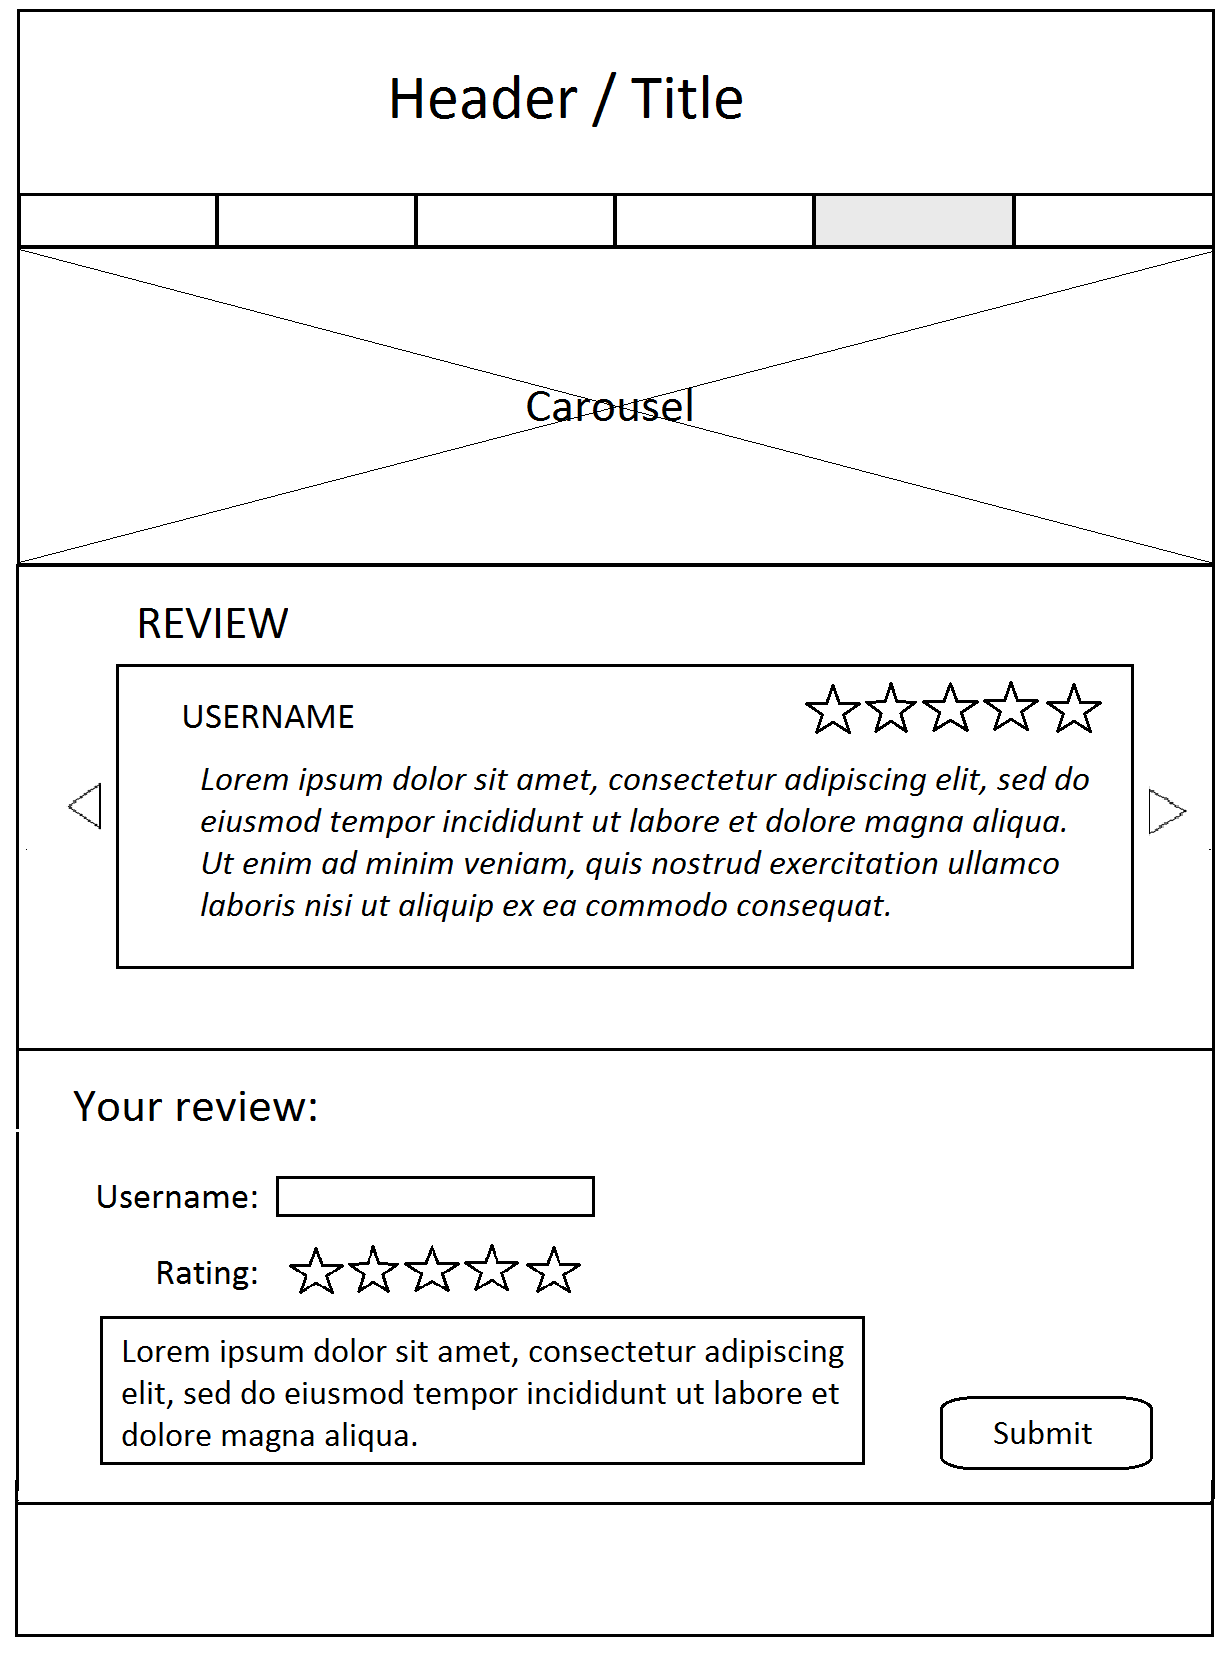 Header / Title
Carousel
REVIEW
USERNAME
Lorem ipsum dolor sit amet, consectetur adipiscing elit, sed do
eiusmod tempor incididunt ut labore et dolore magna aliqua.
Ut enim ad minim veniam, quis nostrud exercitation ullamco
laboris nisi ut aliquip ex ea commodo consequat.
Your review:
Username:
Rating:
Lorem ipsum dolor sit amet, consectetur adipiscing
elit, sed do eiusmod tempor incididunt ut labore et
dolore magna aliqua.
Submit